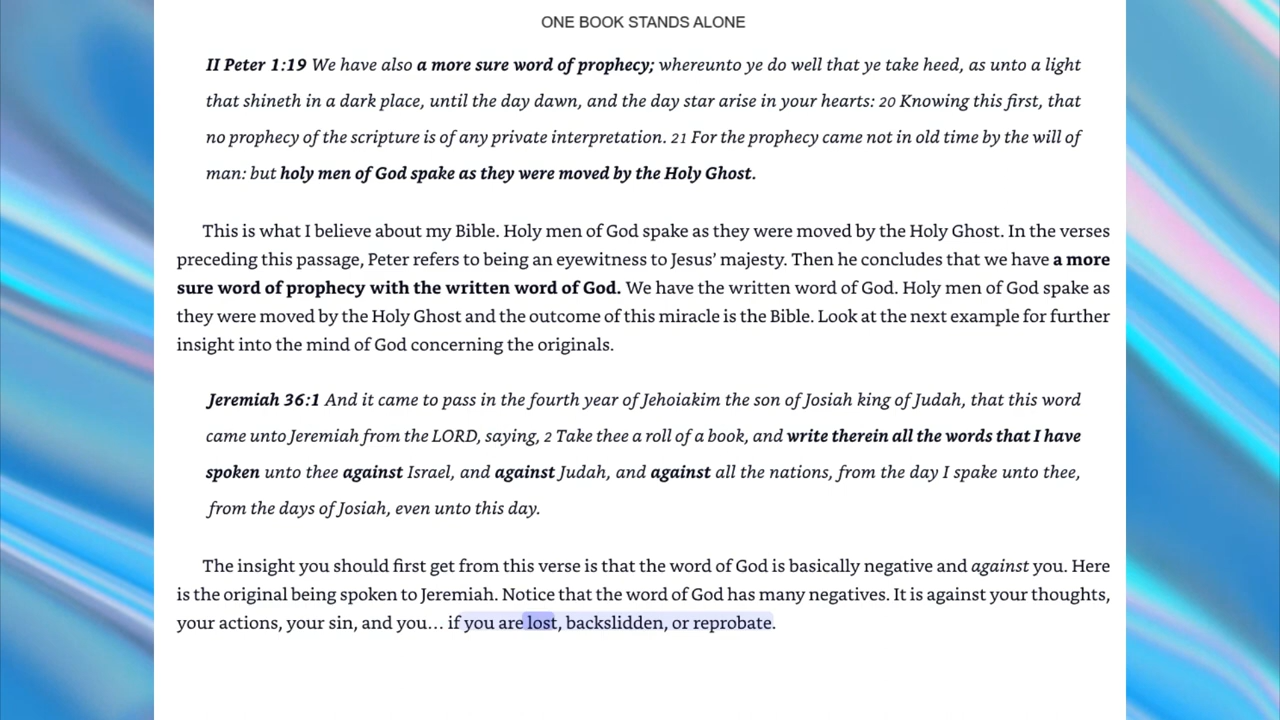 ONE BOOK STANDS ALONE
II Peter 1:19 We have also a more sure word of prophecy; whereunto ye do well that ye take heed, as unto a light
that shineth in a dark place, until the day dawn, and the day star arise in your hearts: 20 Knowing this first, that
no prophecy of the scripture is of any private interpretation. 21 For the prophecy came not in old time by the will of
man: but holy men of God spake as they were moved by the Holy Ghost.
This is what I believe about my Bible. Holy men of God spake as they were moved by the Holy Ghost. In the verses
preceding this passage, Peter refers to being an eyewitness to Jesus’ majesty. Then he concludes that we have a more
sure word of prophecy with the written word of God. We have the written word of God. Holy men of God spake as
they were moved by the Holy Ghost and the outcome of this miracle is the Bible. Look at the next example for further
insight into the mind of God concerning the originals.
Jeremiah 36:1 And it came to pass in the fourth year of Jehoiakim the son of Josiah king of Judah, that this word
came unto Jeremiah from the LORD, saying, 2 Take thee a roll of a book, and write therein all the words that I have
spoken unto thee against Israel, and against Judah, and against all the nations, from the day I spake unto thee,
from the days of Josiah, even unto this day.
The insight you should first get from this verse is that the word of God is basically negative and against you. Here
is the original being spoken to Jeremiah. Notice that the word of God has many negatives. It is against your thoughts,
your actions, your sin, and you… if you are lost, backslidden, or reprobate.